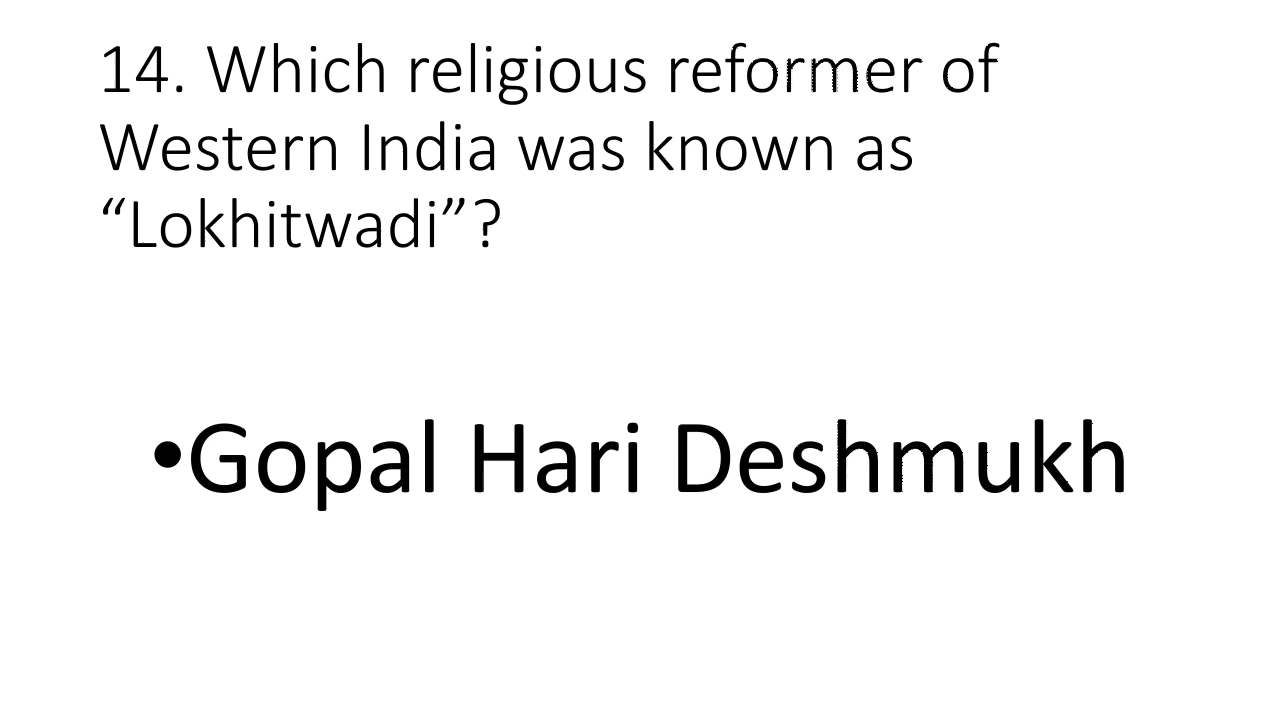 14. Which religious reformer of
Western India was known as
“Lokhitwadi”?
•Gopal Hari Deshmukh